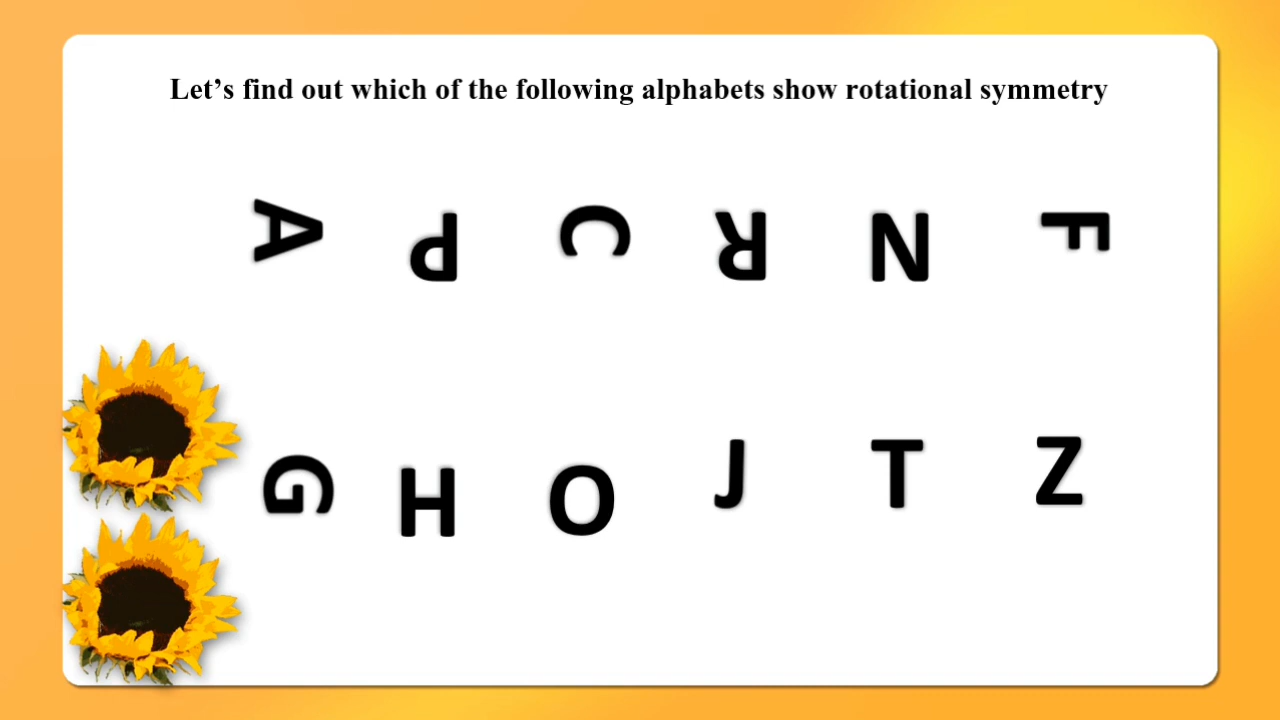 Let’s find out which of the following alphabets show rotational symmetry
A P C R N F
G H O J T Z